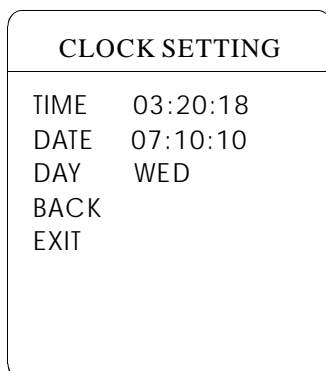 CLOCK SETTING
TIME 03:20:18
DATE 07:10:10
DAY WED
BACK
EXIT